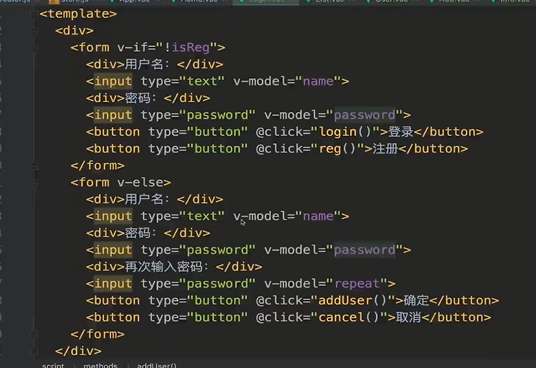 <template>
<div>
<form v-if="!isReg">
<div>用户名：</div>
<input type="text" v-model="name">
<div>密码：</div>
<input type="password" v-model="password">
<button type="button" @click="login()">登录</button>
<button type="button" @click="reg()">注册</button>
</form>
<form v-else>
<div>用户名：</div>
<input type="text" v-model="name">
<div>密码：</div>
<input type="password" v-model="password">
<div>再次输入密码：</div>
<input type="password" v-model="repeat">
<button type="button" @click="addUser()">确定</button>
<button type="button" @click="cancel()">取消</button>
</form>
</div>
script methods addUser()